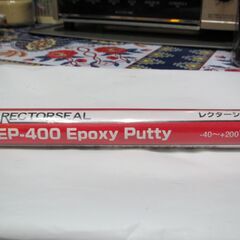 RECTORSEAL レクターシ
EP-400 Epoxy Putty -40～+200